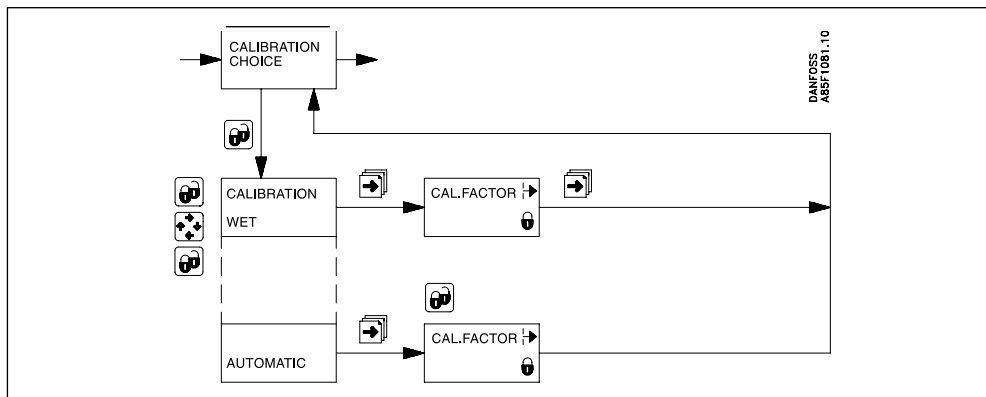 CALIBRATION
CHOICE
DANFOSS
A85F1081.10
CALIBRATION
WET
CAL.FACTOR
AUTOMATIC
CAL.FACTOR